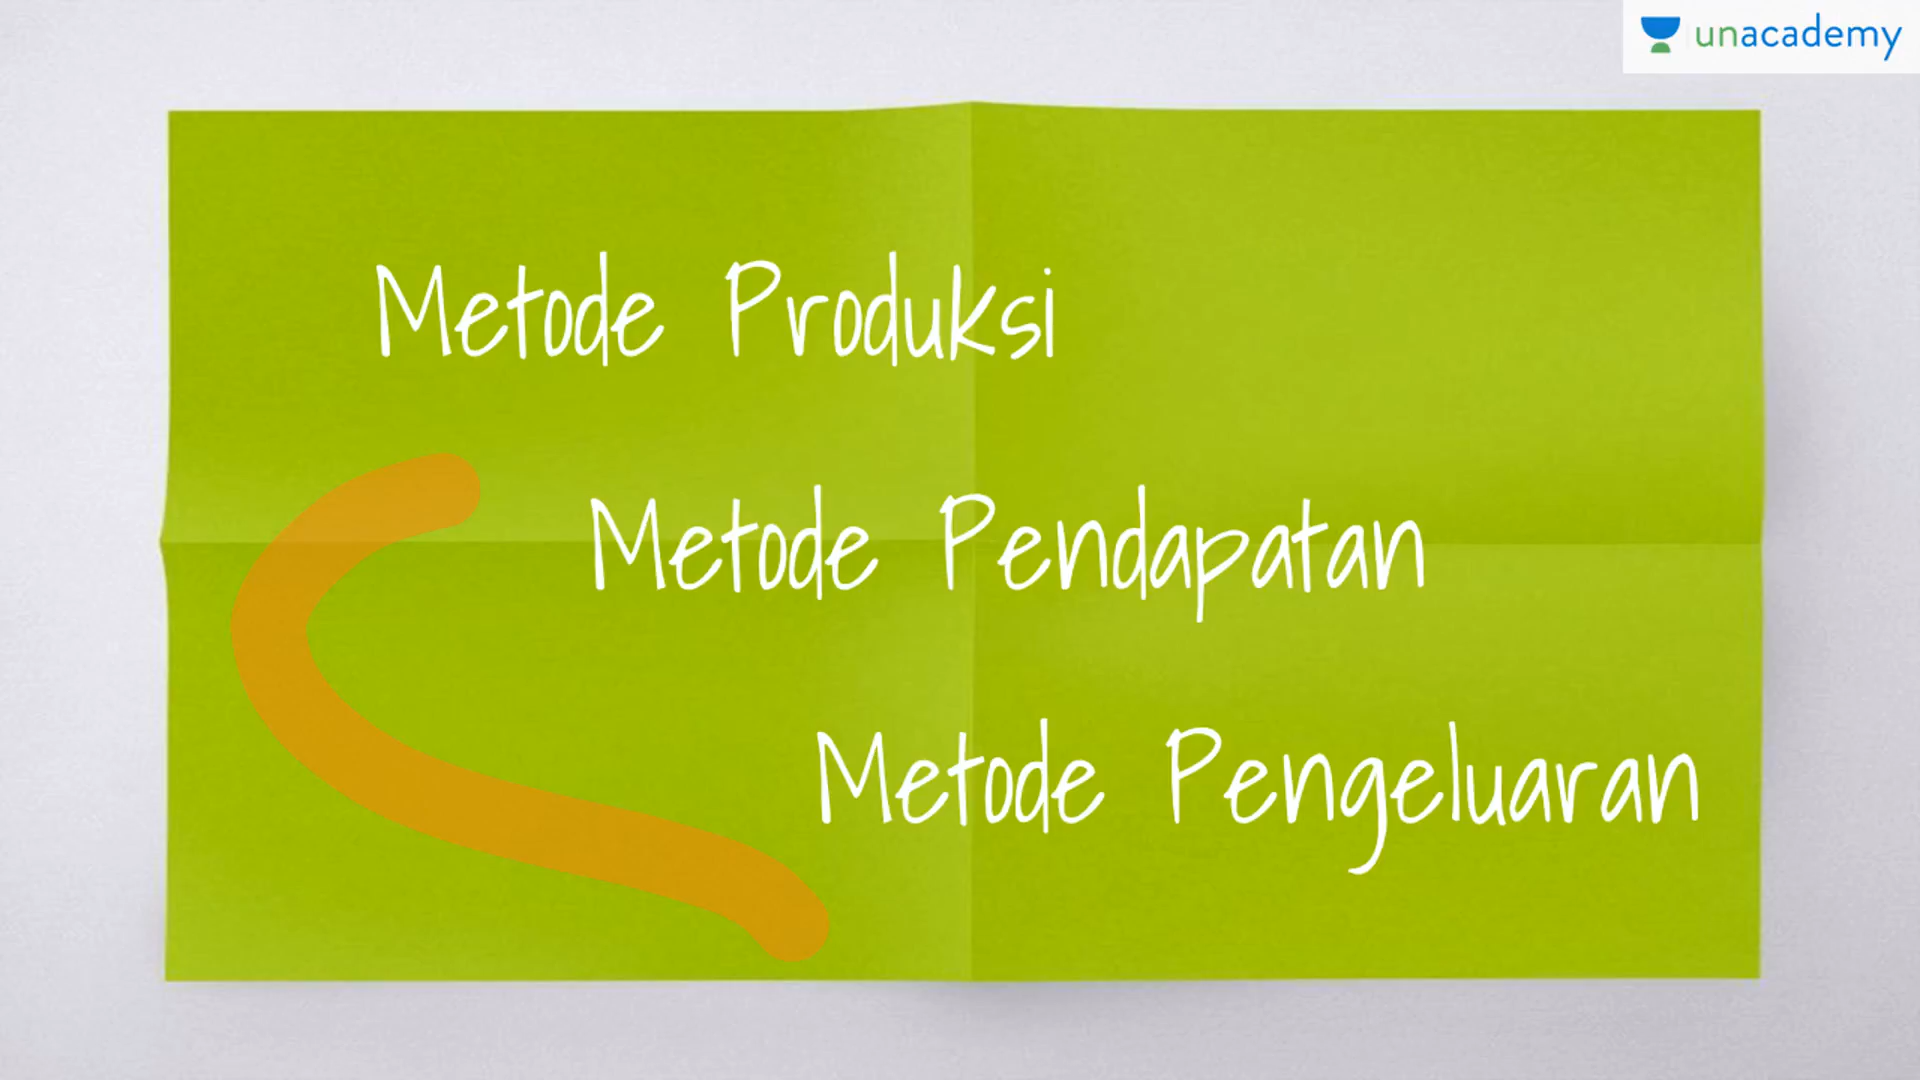 unacademy
Metode Produksi
Metode Pendapatan
Metode Pengeluaran